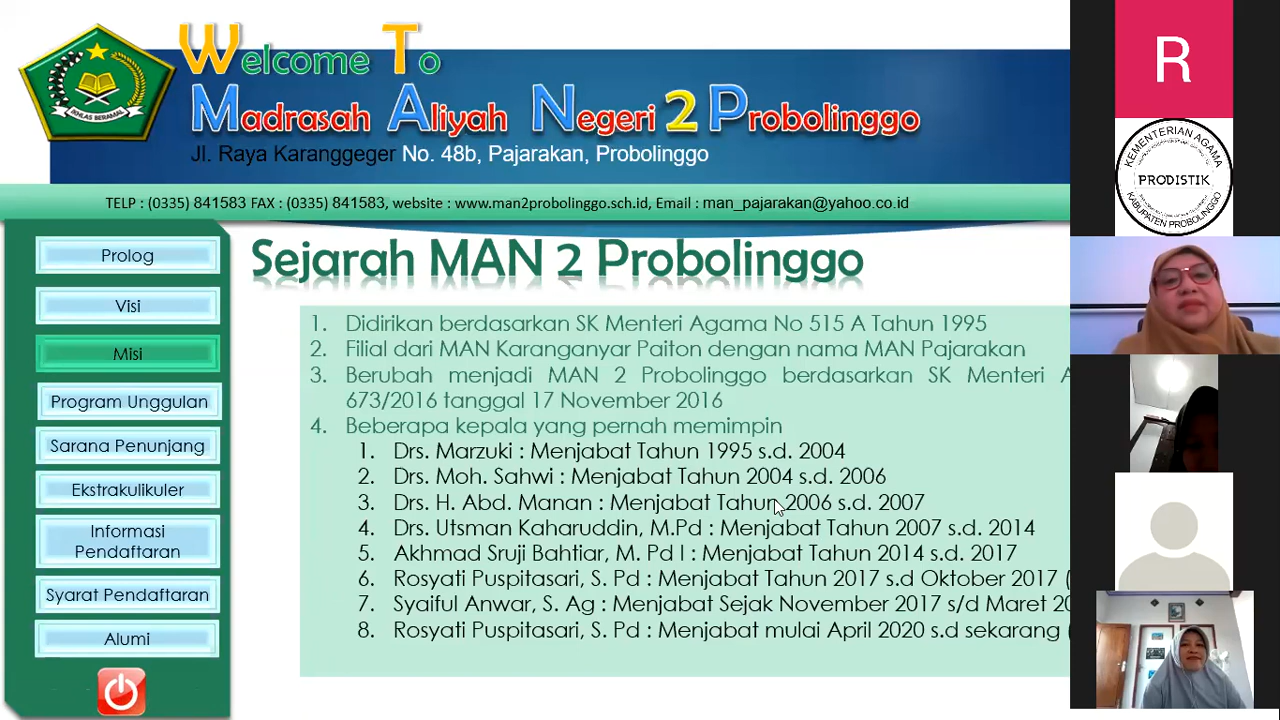 Welcome To
Madrasah Aliyah Negeri 2 Probolinggo
Jl. Raya Karanggeger No. 48b, Pajarakan, Probolinggo
IKHLAS BERAMAL
TELP : (0335) 841583 FAX : (0335) 841583, website : www.man2probolinggo.sch.id, Email : man_pajarakan@yahoo.co.id
Prolog
Visi
Misi
Program Unggulan
Sarana Penunjang
Ekstrakulikuler
Informasi
Pendaftaran
Syarat Pendaftaran
Alumi
Sejarah MAN 2 Probolinggo
1. Didirikan berdasarkan SK Menteri Agama No 515 A Tahun 1995
2. Filial dari MAN Karanganyar Paiton dengan nama MAN Pajarakan
3. Berubah menjadi MAN 2 Probolinggo berdasarkan SK Menteri A
673/2016 tanggal 17 November 2016
4. Beberapa kepala yang pernah memimpin
1. Drs. Marzuki : Menjabat Tahun 1995 s.d. 2004
2. Drs. Moh. Sahwi : Menjabat Tahun 2004 s.d. 2006
3. Drs. H. Abd. Manan : Menjabat Tahun 2006 s.d. 2007
4. Drs. Utsman Kaharuddin, M.Pd : Menjabat Tahun 2007 s.d. 2014
5. Akhmad Sruji Bahtiar, M. Pd I : Menjabat Tahun 2014 s.d. 2017
6. Rosyati Puspitasari, S. Pd : Menjabat Tahun 2017 s.d Oktober 2017 (
7. Syaiful Anwar, S. Ag : Menjabat Sejak November 2017 s/d Maret 20
8. Rosyati Puspitasari, S. Pd : Menjabat mulai April 2020 s.d sekarang (
R
KEMENTERIAN AGAMA
PRODISTIK
KABUPATEN PROBOLINGGO